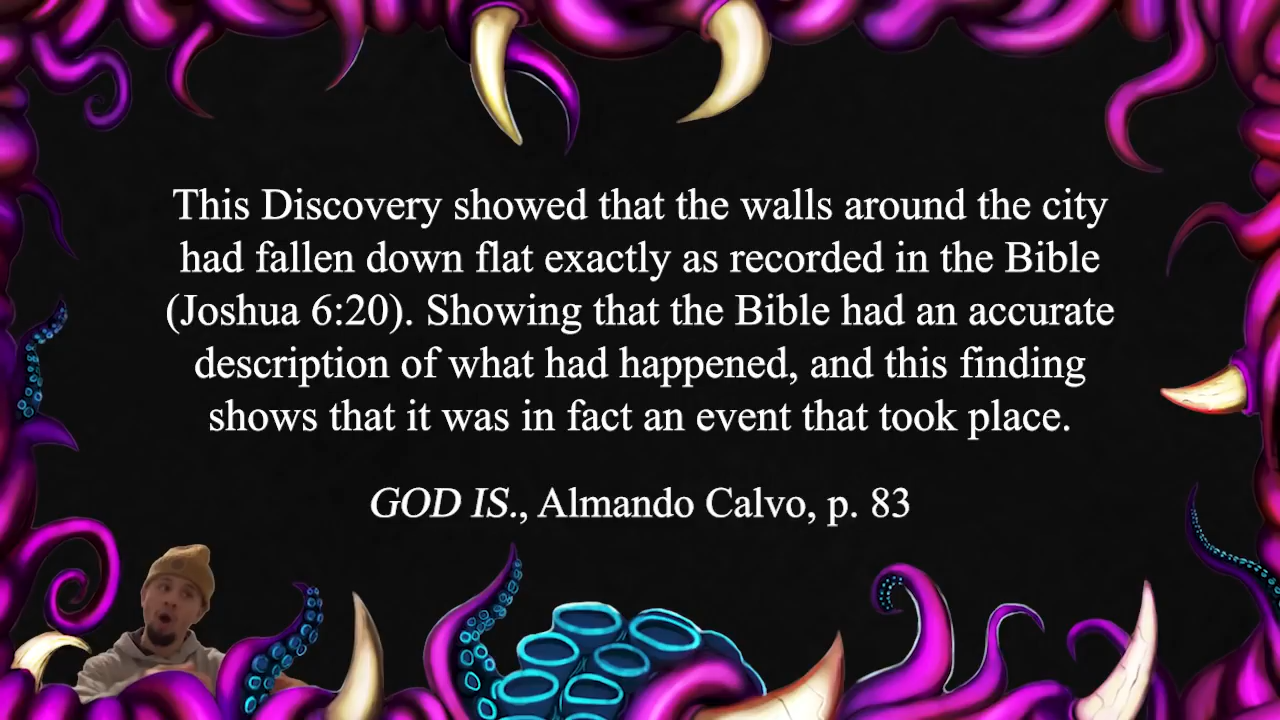 This Discovery showed that the walls around the city
had fallen down flat exactly as recorded in the Bible
(Joshua 6:20). Showing that the Bible had an accurate
description of what had happened, and this finding
shows that it was in fact an event that took place.
GOD IS., Almando Calvo, p. 83